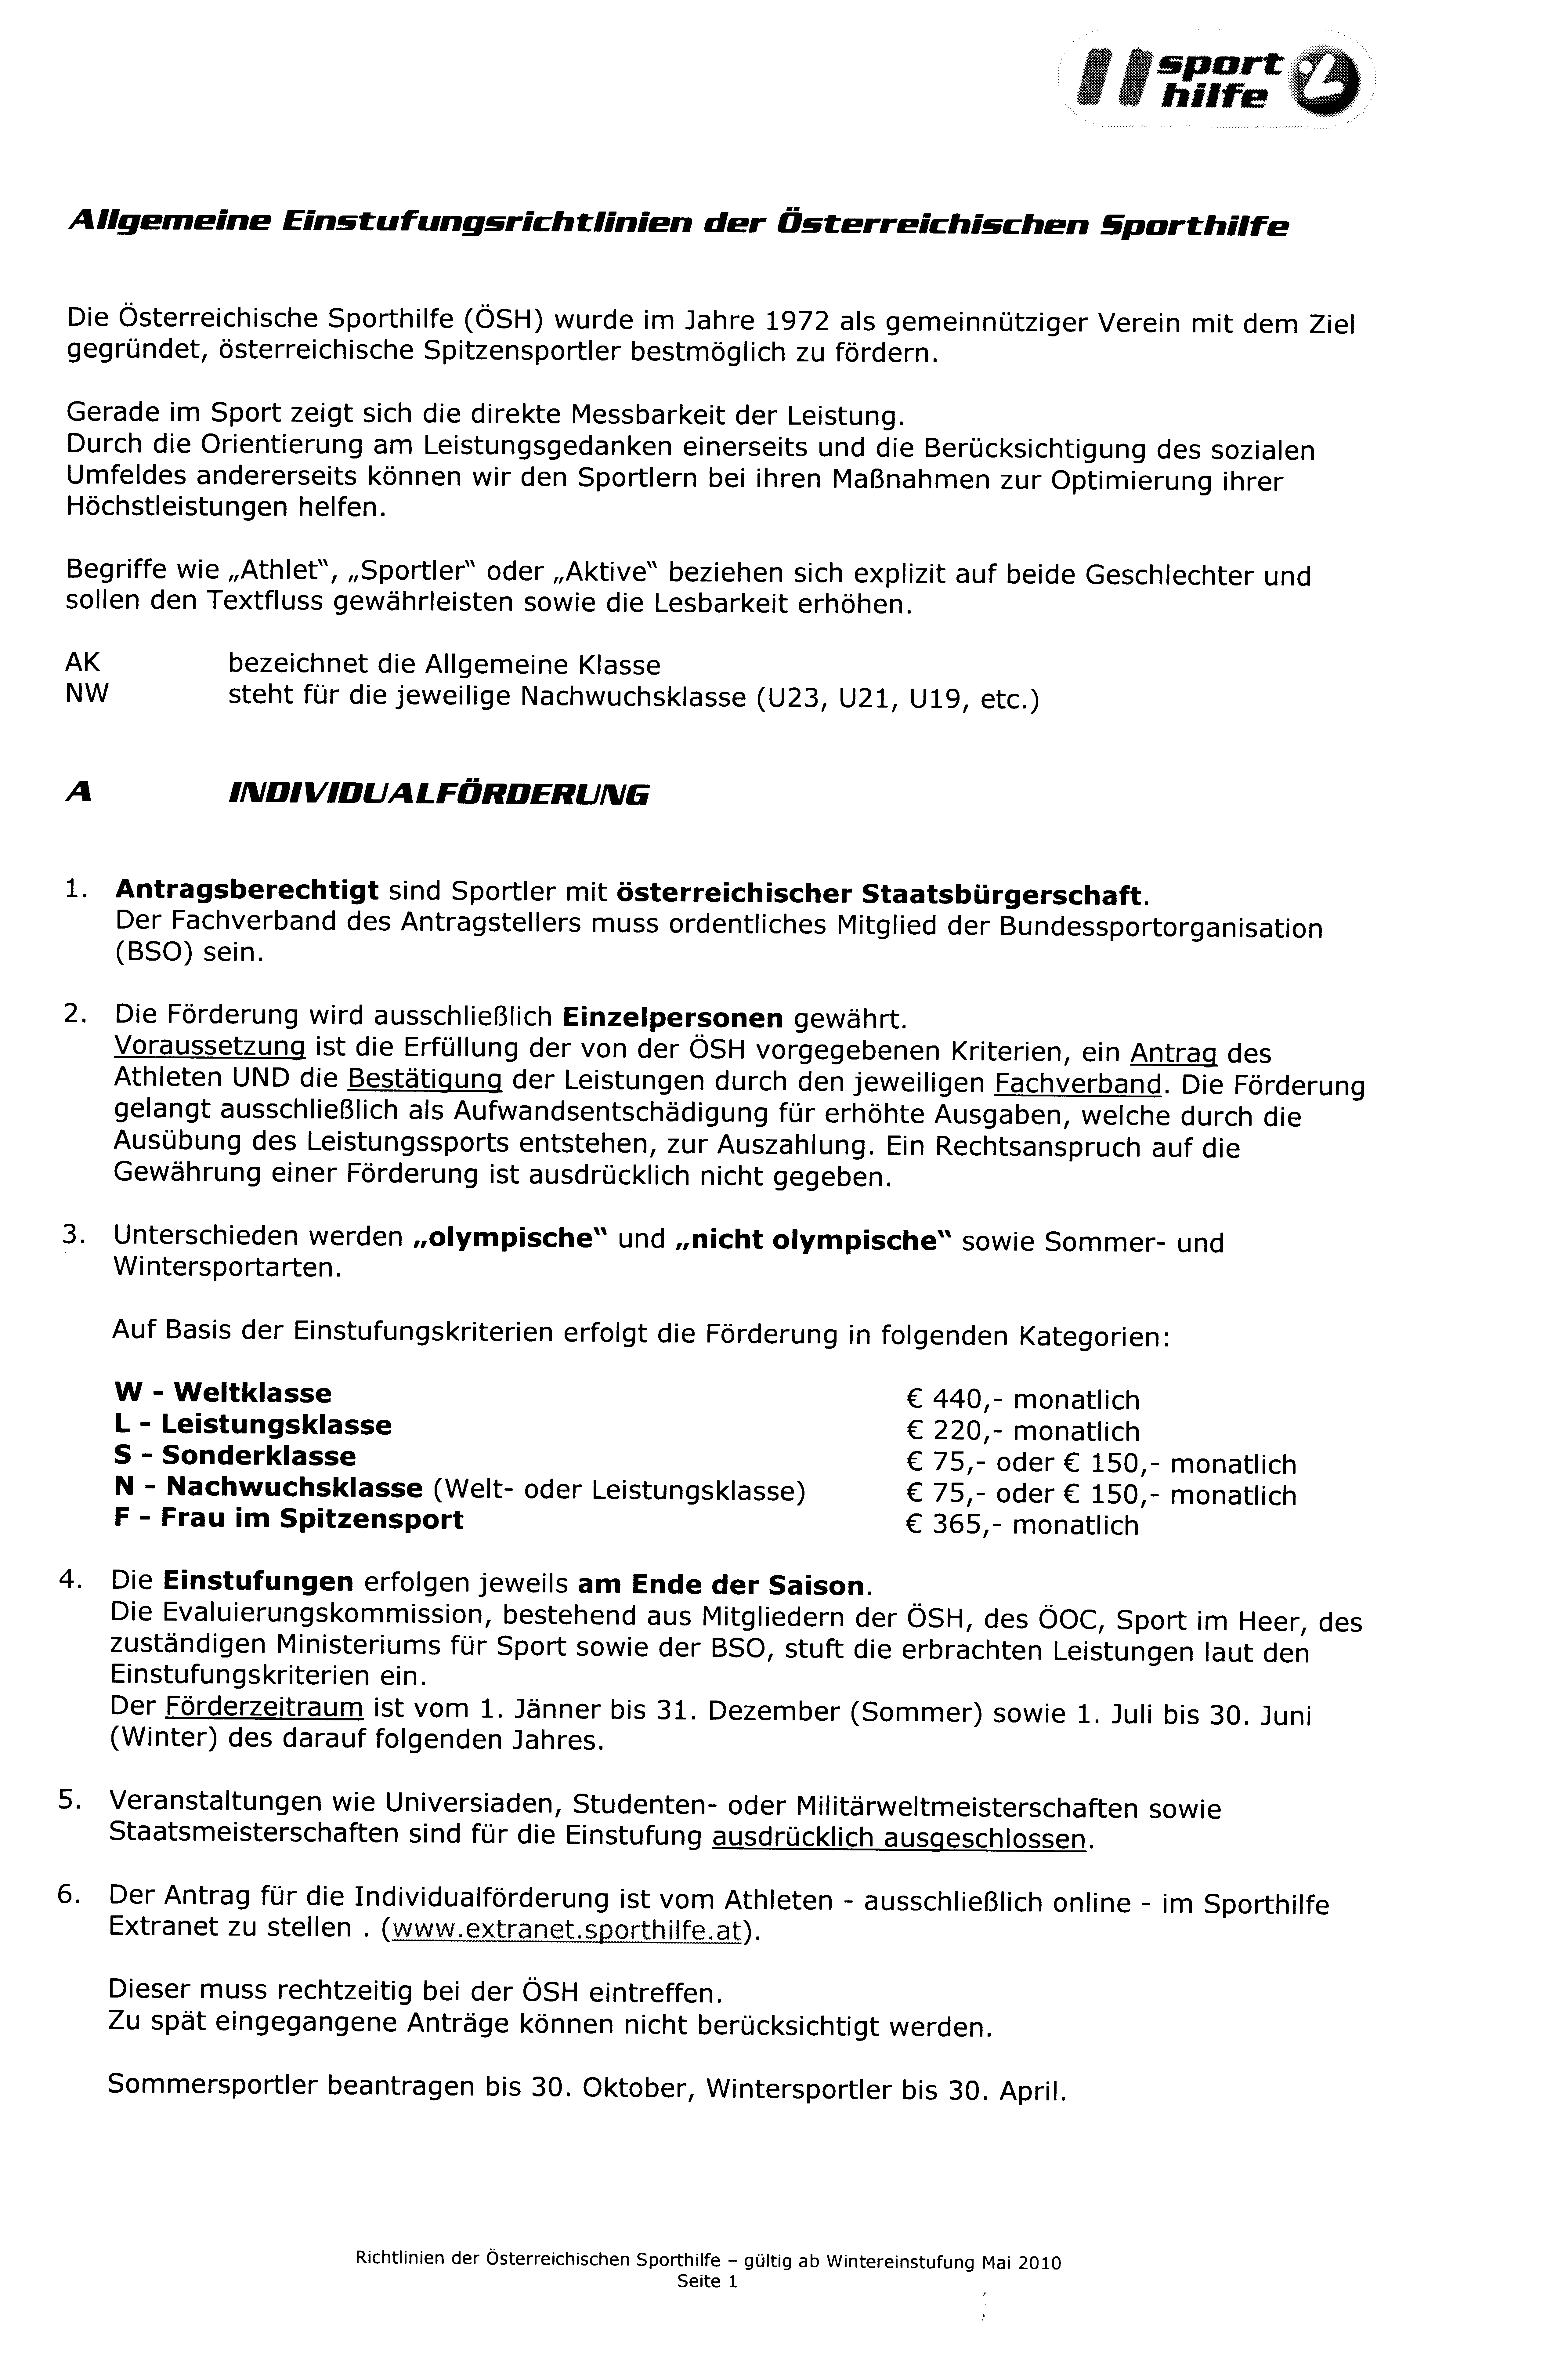 sport
hilfe
Allgemeine Einstufungsrichtlinien der Österreichischen Sporthilfe
Die Österreichische Sporthilfe (ÖSH) wurde im Jahre 1972 als gemeinnütziger Verein mit dem Ziel
gegründet, österreichische Spitzensportler bestmöglich zu fördern.
Gerade im Sport zeigt sich die direkte Messbarkeit der Leistung.
Durch die Orientierung am Leistungsgedanken einerseits und die Berücksichtigung des sozialen
Umfeldes andererseits können wir den Sportlern bei ihren Maßnahmen zur Optimierung ihrer
Höchstleistungen helfen.
Begriffe wie „Athlet“, „Sportler“ oder „Aktive“ beziehen sich explizit auf beide Geschlechter und
sollen den Textfluss gewährleisten sowie die Lesbarkeit erhöhen.
AK bezeichnet die Allgemeine Klasse
NW steht für die jeweilige Nachwuchsklasse (U23, U21, U19, etc.)
A INDIVIDUALFÖRDERUNG
1. Antragsberechtigt sind Sportler mit österreichischer Staatsbürgerschaft.
Der Fachverband des Antragstellers muss ordentliches Mitglied der Bundessportorganisation
(BSO) sein.
2. Die Förderung wird ausschließlich Einzelpersonen gewährt.
Voraussetzung ist die Erfüllung der von der ÖSH vorgegebenen Kriterien, ein Antrag des
Athleten UND die Bestätigung der Leistungen durch den jeweiligen Fachverband. Die Förderung
gelangt ausschließlich als Aufwandsentschädigung für erhöhte Ausgaben, welche durch die
Ausübung des Leistungssports entstehen, zur Auszahlung. Ein Rechtsanspruch auf die
Gewährung einer Förderung ist ausdrücklich nicht gegeben.
3. Unterschieden werden „olympische“ und „nicht olympische“ sowie Sommer- und
Wintersportarten.
Auf Basis der Einstufungskriterien erfolgt die Förderung in folgenden Kategorien:
W - Weltklasse € 440,- monatlich
L - Leistungsklasse € 220,- monatlich
S - Sonderklasse € 75,- oder € 150,- monatlich
N - Nachwuchsklasse (Welt- oder Leistungsklasse) € 75,- oder € 150,- monatlich
F - Frau im Spitzensport € 365,- monatlich
4. Die Einstufungen erfolgen jeweils am Ende der Saison.
Die Evaluierungskommission, bestehend aus Mitgliedern der ÖSH, des ÖOC, Sport im Heer, des
zuständigen Ministeriums für Sport sowie der BSO, stuft die erbrachten Leistungen laut den
Einstufungskriterien ein.
Der Förderzeitraum ist vom 1. Jänner bis 31. Dezember (Sommer) sowie 1. Juli bis 30. Juni
(Winter) des darauf folgenden Jahres.
5. Veranstaltungen wie Universiaden, Studenten- oder Militärweltmeisterschaften sowie
Staatsmeisterschaften sind für die Einstufung ausdrücklich ausgeschlossen.
6. Der Antrag für die Individualförderung ist vom Athleten - ausschließlich online - im Sporthilfe
Extranet zu stellen . (www.extranet.sporthilfe.at).
Dieser muss rechtzeitig bei der ÖSH eintreffen.
Zu spät eingegangene Anträge können nicht berücksichtigt werden.
Sommersportler beantragen bis 30. Oktober, Wintersportler bis 30. April.
Richtlinien der Österreichischen Sporthilfe – gültig ab Wintereinstufung Mai 2010
Seite 1